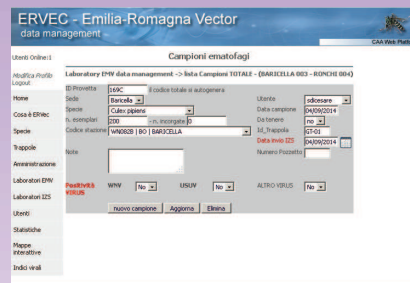 ERVEC - Emilia-Romagna Vector
data management
CAA Web Platf
Utenti Online:1
Campioni ematofagi
Modifica Profilo
Logout
Laboratory EMV data management -> lista Campioni TOTALE - (BARICELLA 003 - RONCHI 004)
ID Provetta 169C il codice totale si autogenera
Sede Baricella Utente sdicesare
Specie Culex pipiens Data campione 04/09/2014
n. esemplari 200 - n. incorgate 0 Da tenere no
Codice stazione WN082B | BO | BARICELLA Id_Trappola GT-01
Data invio IZS 04/09/2014
Note Numero Pozzetto
Positività VIRUS WNV No USUV No ALTRO VIRUS No
nuovo campione Aggiorna Elimina
Home
Cosa è ERVec
Specie
Trappole
Amministrazione
Laboratori EMV
Laboratori IZS
Utenti
Statistiche
Mappe
interattive
Indici virali